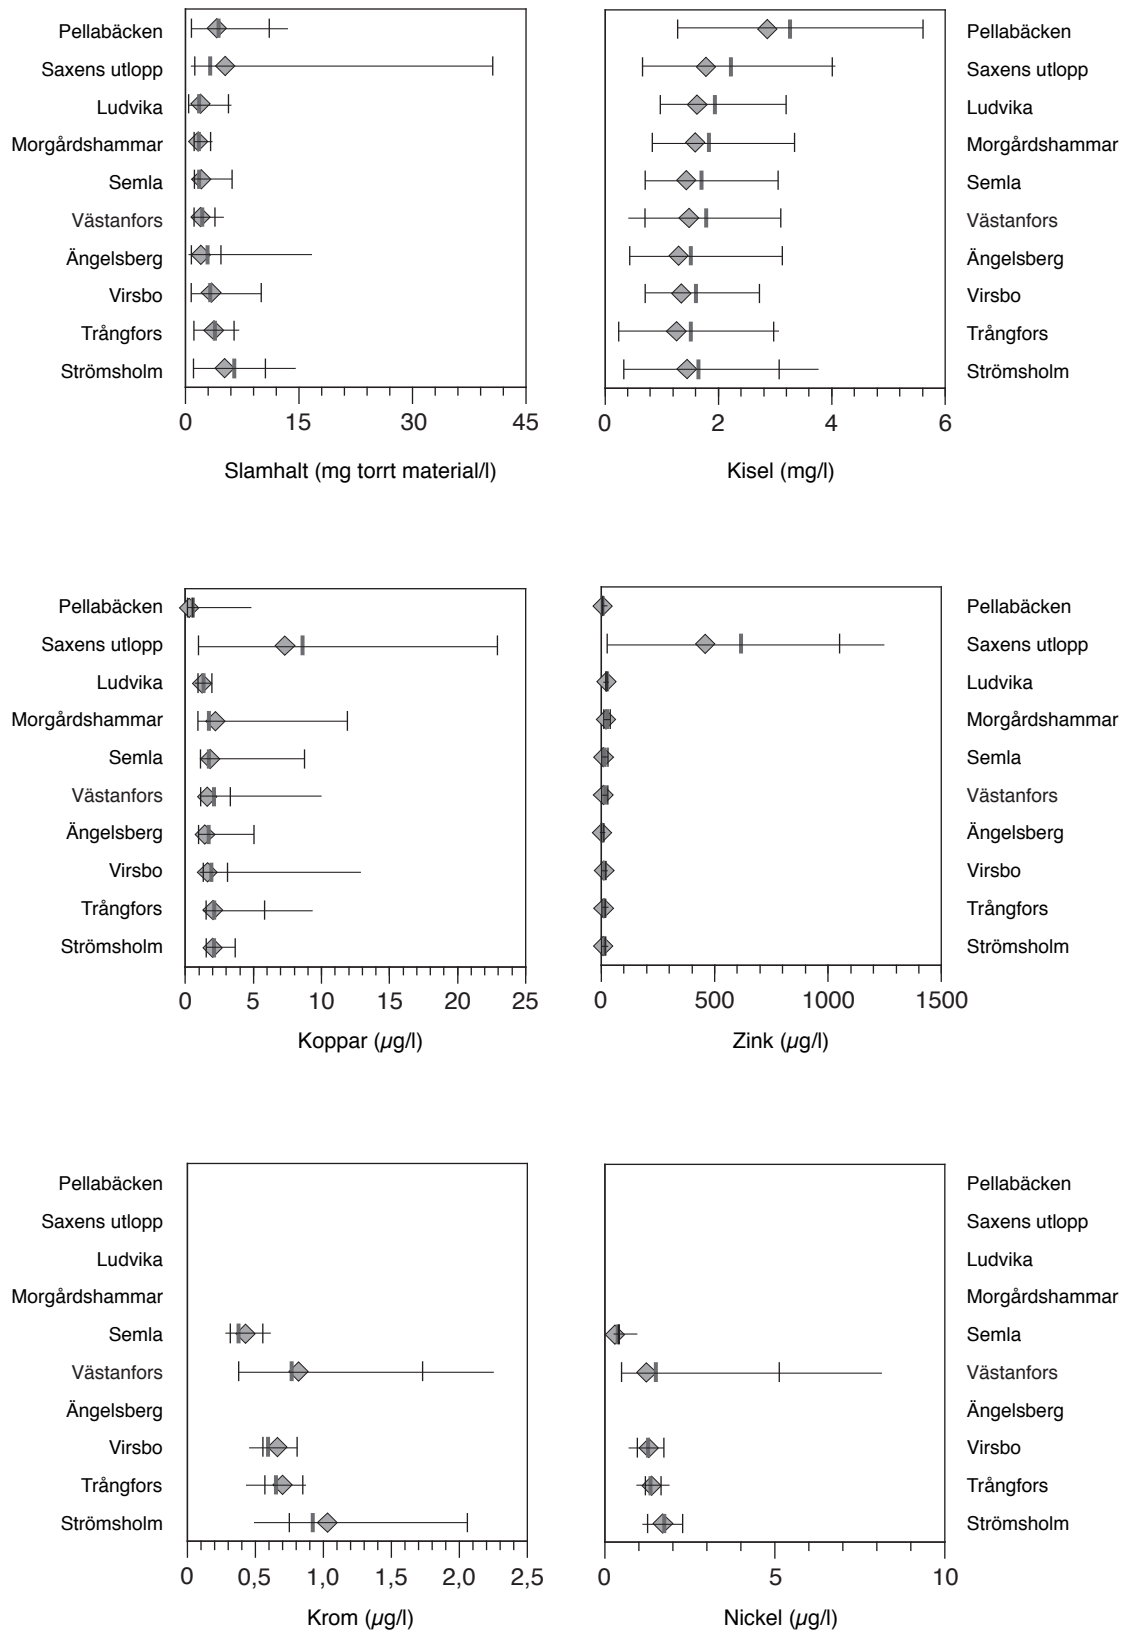 Pellabäcken
Saxens utlopp
Ludvika
Morgårdshammar
Semla
Västanfors
Ängelsberg
Virsbo
Trångfors
Strömsholm
0 15 30 45
Slamhalt (mg torrt material/l)
Pellabäcken
Saxens utlopp
Ludvika
Morgårdshammar
Semla
Västanfors
Ängelsberg
Virsbo
Trångfors
Strömsholm
0 2 4 6
Kisel (mg/l)
Pellabäcken
Saxens utlopp
Ludvika
Morgårdshammar
Semla
Västanfors
Ängelsberg
Virsbo
Trångfors
Strömsholm
0 5 10 15 20 25
Koppar (µg/l)
Pellabäcken
Saxens utlopp
Ludvika
Morgårdshammar
Semla
Västanfors
Ängelsberg
Virsbo
Trångfors
Strömsholm
0 500 1000 1500
Zink (µg/l)
Pellabäcken
Saxens utlopp
Ludvika
Morgårdshammar
Semla
Västanfors
Ängelsberg
Virsbo
Trångfors
Strömsholm
0 0,5 1,0 1,5 2,0 2,5
Krom (µg/l)
Pellabäcken
Saxens utlopp
Ludvika
Morgårdshammar
Semla
Västanfors
Ängelsberg
Virsbo
Trångfors
Strömsholm
0 5 10
Nickel (µg/l)